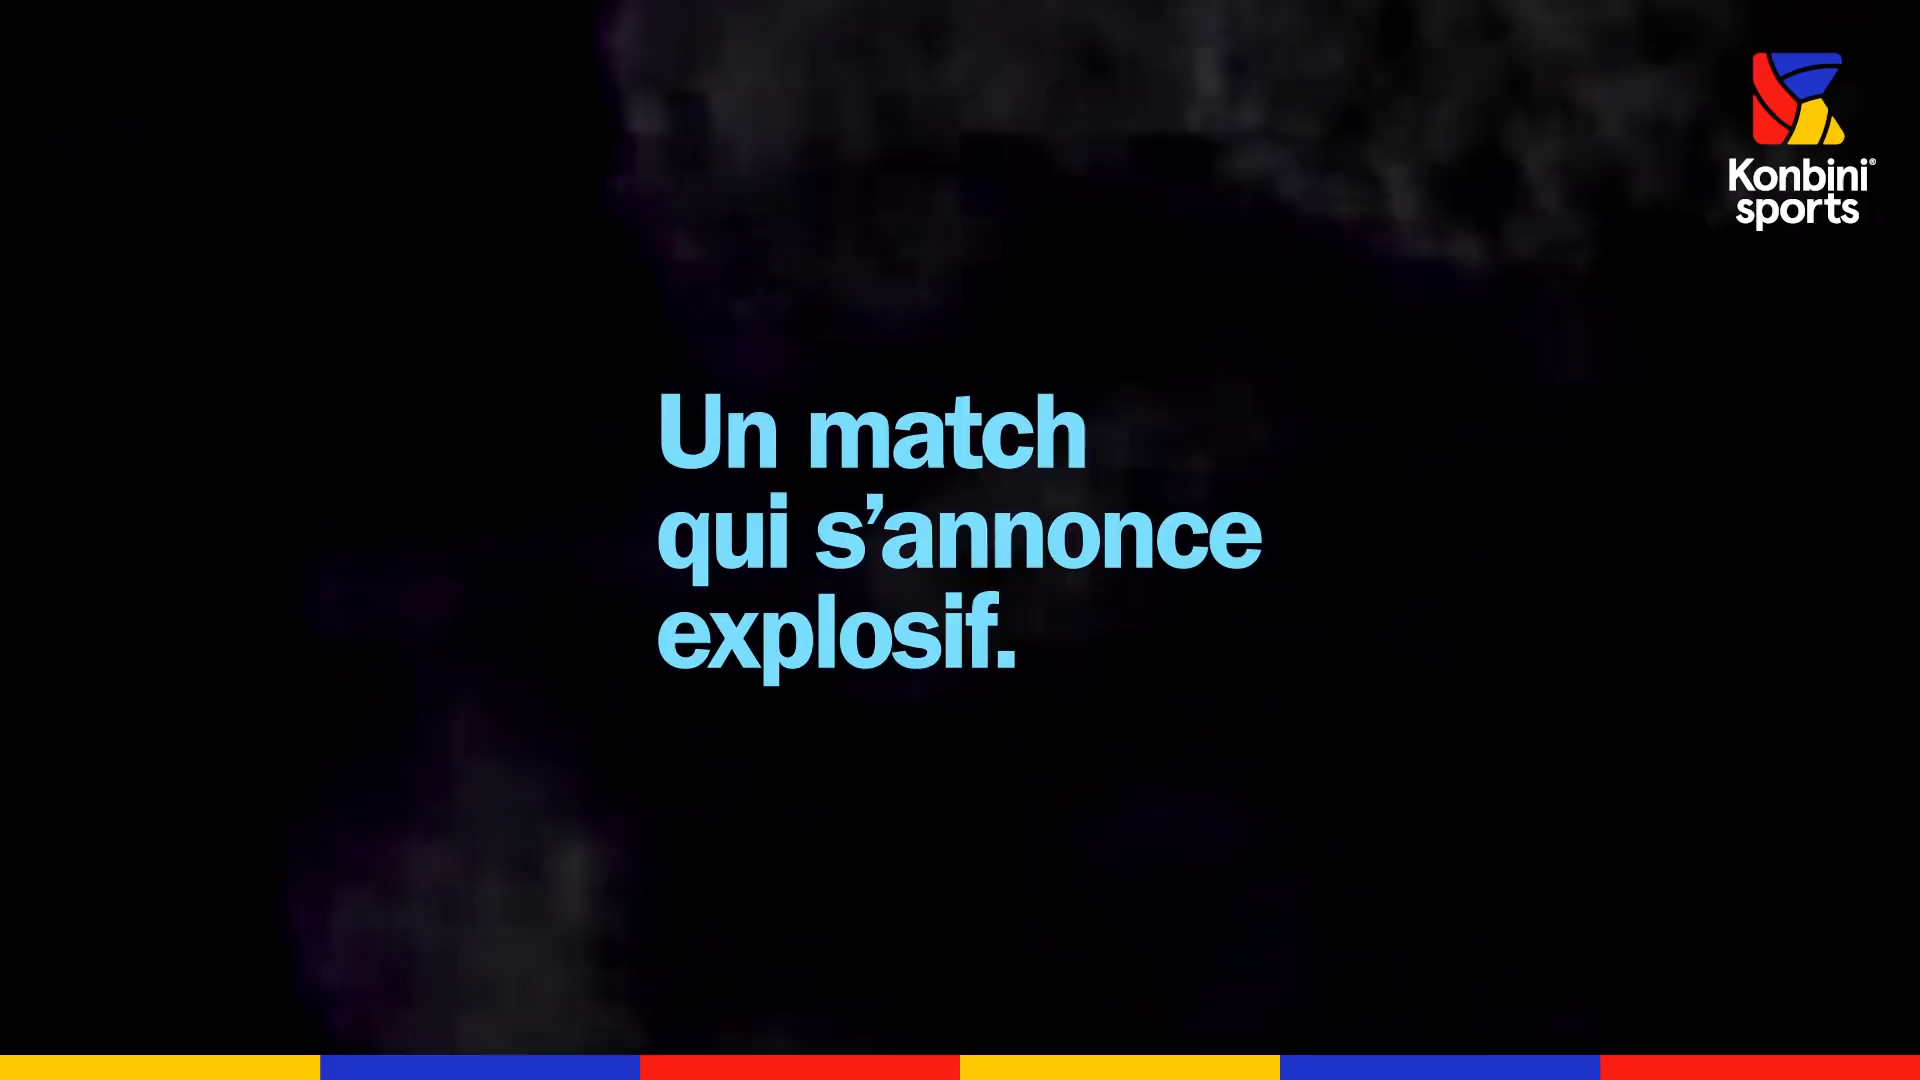 Konbini®
sports
Un match
qui s’annonce
explosif.